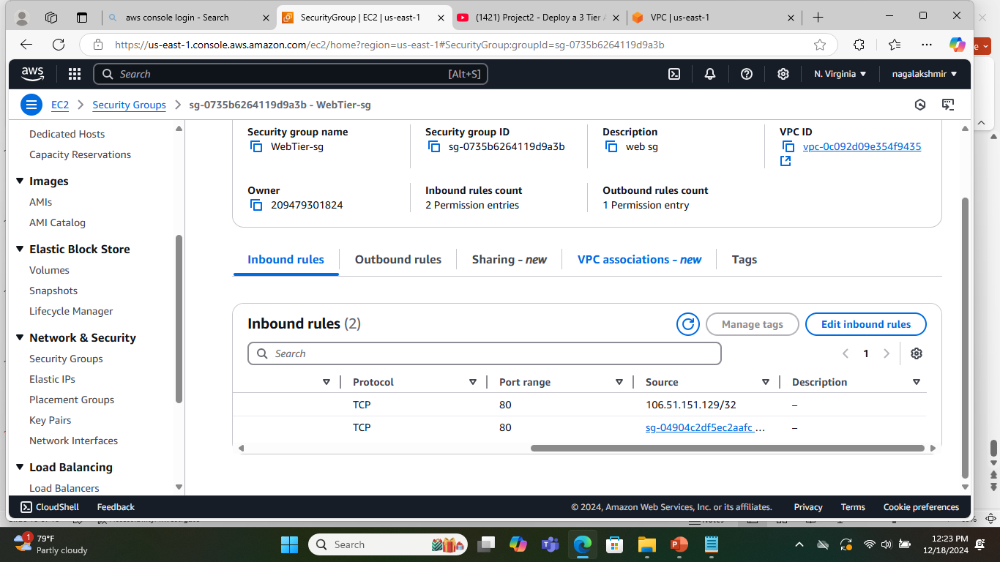 aws console login - Search
SecurityGroup | EC2 | us-east-1
(1421) Project2 - Deploy a 3 Tier
VPC | us-east-1
https://us-east-1.console.aws.amazon.com/ec2/home?region=us-east-1#SecurityGroup:groupId=sg-0735b6264119d9a3b
aws
Search
[Alt+S]
N. Virginia
nagalakshmir
EC2
Security Groups
sg-0735b6264119d9a3b - WebTier-sg
Dedicated Hosts
Capacity Reservations
Images
AMIs
AMI Catalog
Elastic Block Store
Volumes
Snapshots
Lifecycle Manager
Network & Security
Security Groups
Elastic IPs
Placement Groups
Key Pairs
Network Interfaces
Load Balancing
Load Balancers
Security group name
WebTier-sg
Security group ID
sg-0735b6264119d9a3b
Description
web sg
VPC ID
vpc-0c092d09e354f9435
Owner
209479301824
Inbound rules count
2 Permission entries
Outbound rules count
1 Permission entry
Inbound rules
Outbound rules
Sharing - new
VPC associations - new
Tags
Inbound rules (2)
Manage tags
Edit inbound rules
Search
1
Protocol
Port range
Source
Description
TCP
80
106.51.151.129/32
–
TCP
80
sg-04904c2df5ec2aafc ...
–
CloudShell
Feedback
© 2024, Amazon Web Services, Inc. or its affiliates.
Privacy
Terms
Cookie preferences
1
79°F
Partly cloudy
Search
12:23 PM
12/18/2024